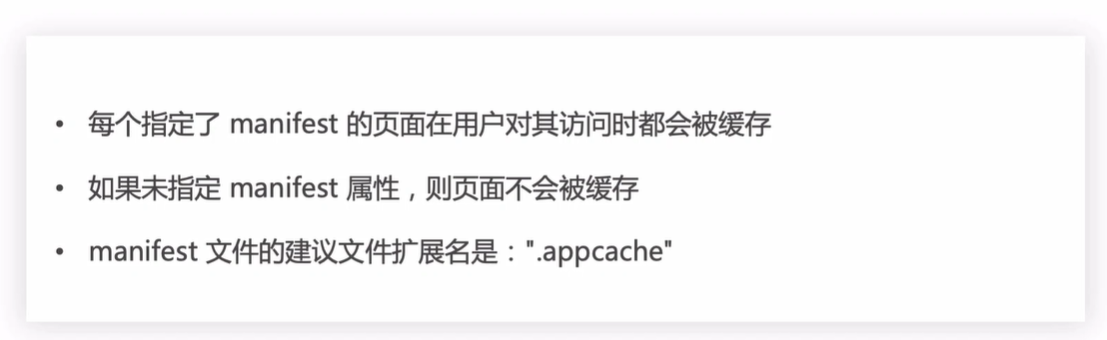 • 每个指定了 manifest 的页面在用户对其访问时都会被缓存
• 如果未指定 manifest 属性，则页面不会被缓存
• manifest 文件的建议文件扩展名是：".appcache"